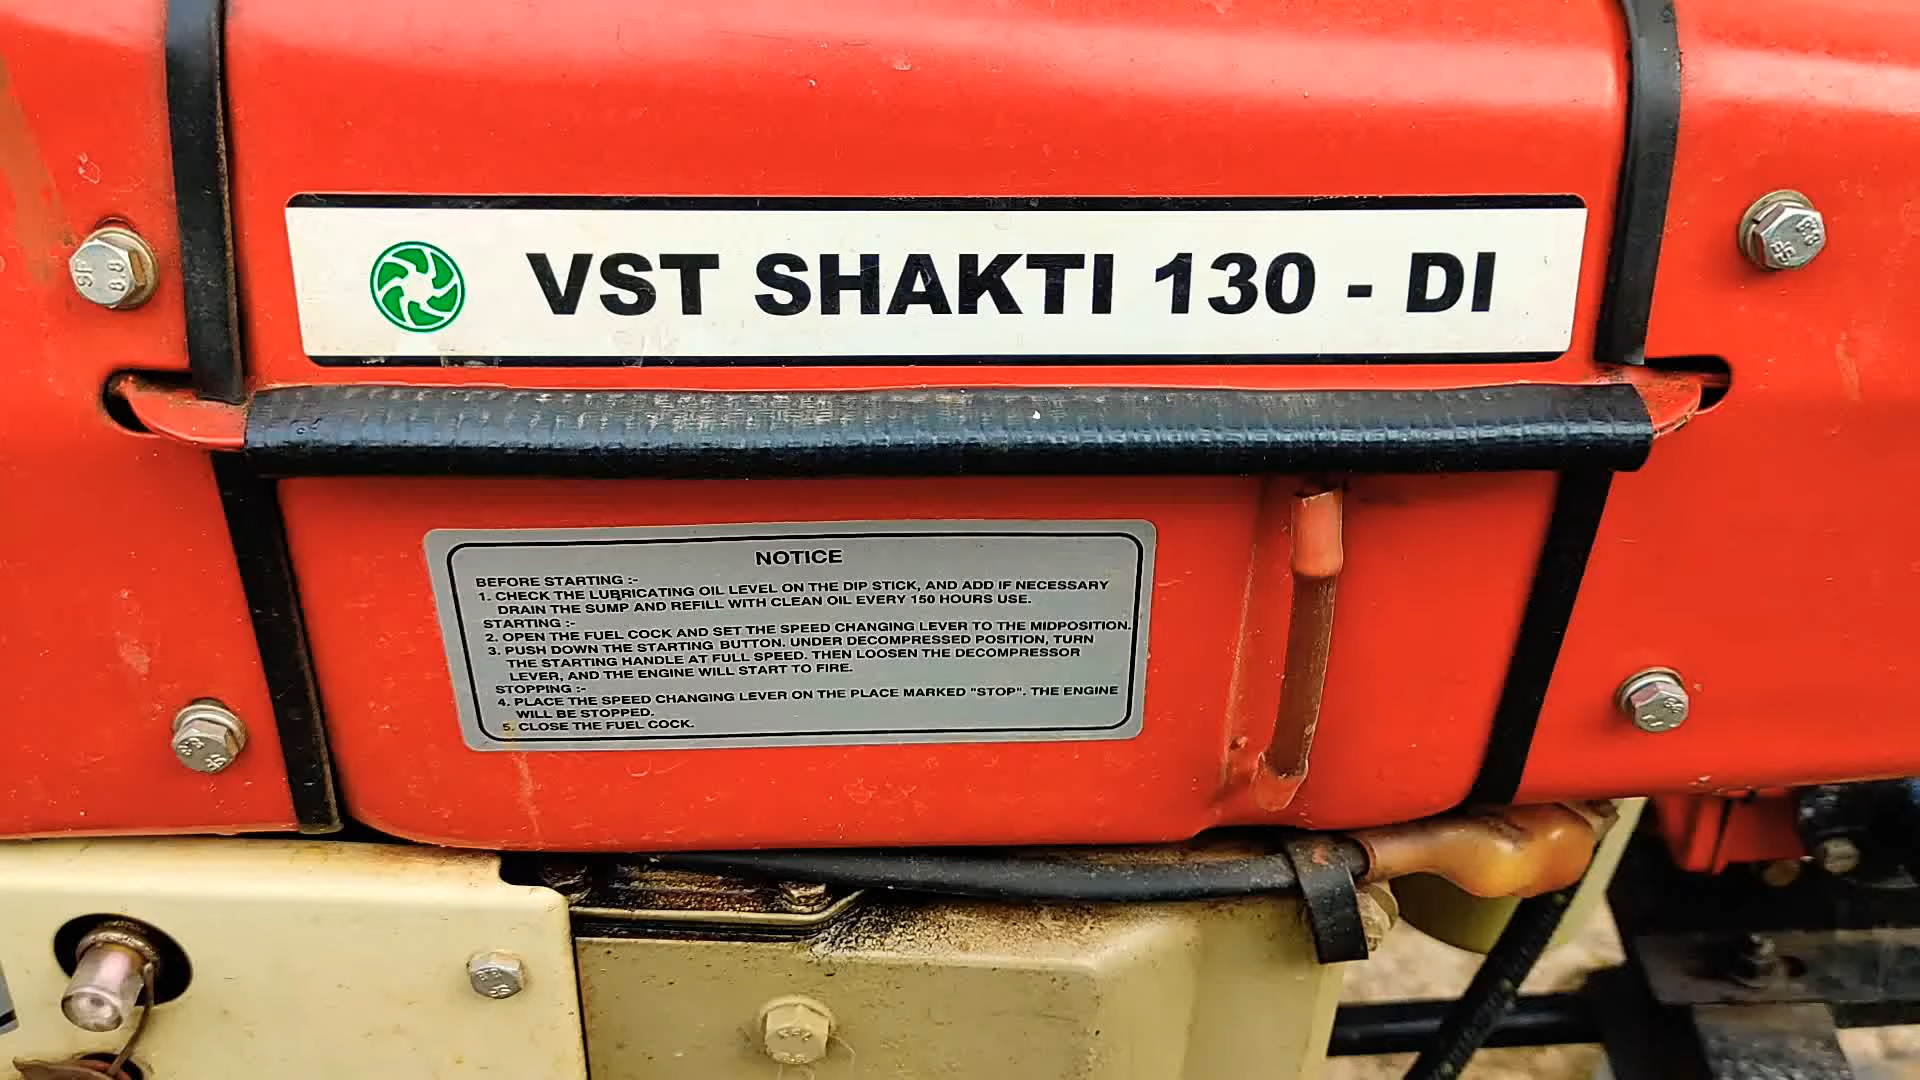 VST SHAKTI 130 - DI
NOTICE
BEFORE STARTING :-
1. CHECK THE LUBRICATING OIL LEVEL ON THE DIP STICK, AND ADD IF NECESSARY
DRAIN THE SUMP AND REFILL WITH CLEAN OIL EVERY 150 HOURS USE.
STARTING :-
2. OPEN THE FUEL COCK AND SET THE SPEED CHANGING LEVER TO THE MIDPOSITION.
3. PUSH DOWN THE STARTING BUTTON. UNDER DECOMPRESSED POSITION, TURN
THE STARTING HANDLE AT FULL SPEED. THEN LOOSEN THE DECOMPRESSOR
LEVER, AND THE ENGINE WILL START TO FIRE.
STOPPING :-
4. PLACE THE SPEED CHANGING LEVER ON THE PLACE MARKED "STOP". THE ENGINE
WILL BE STOPPED.
5. CLOSE THE FUEL COCK.
8.8